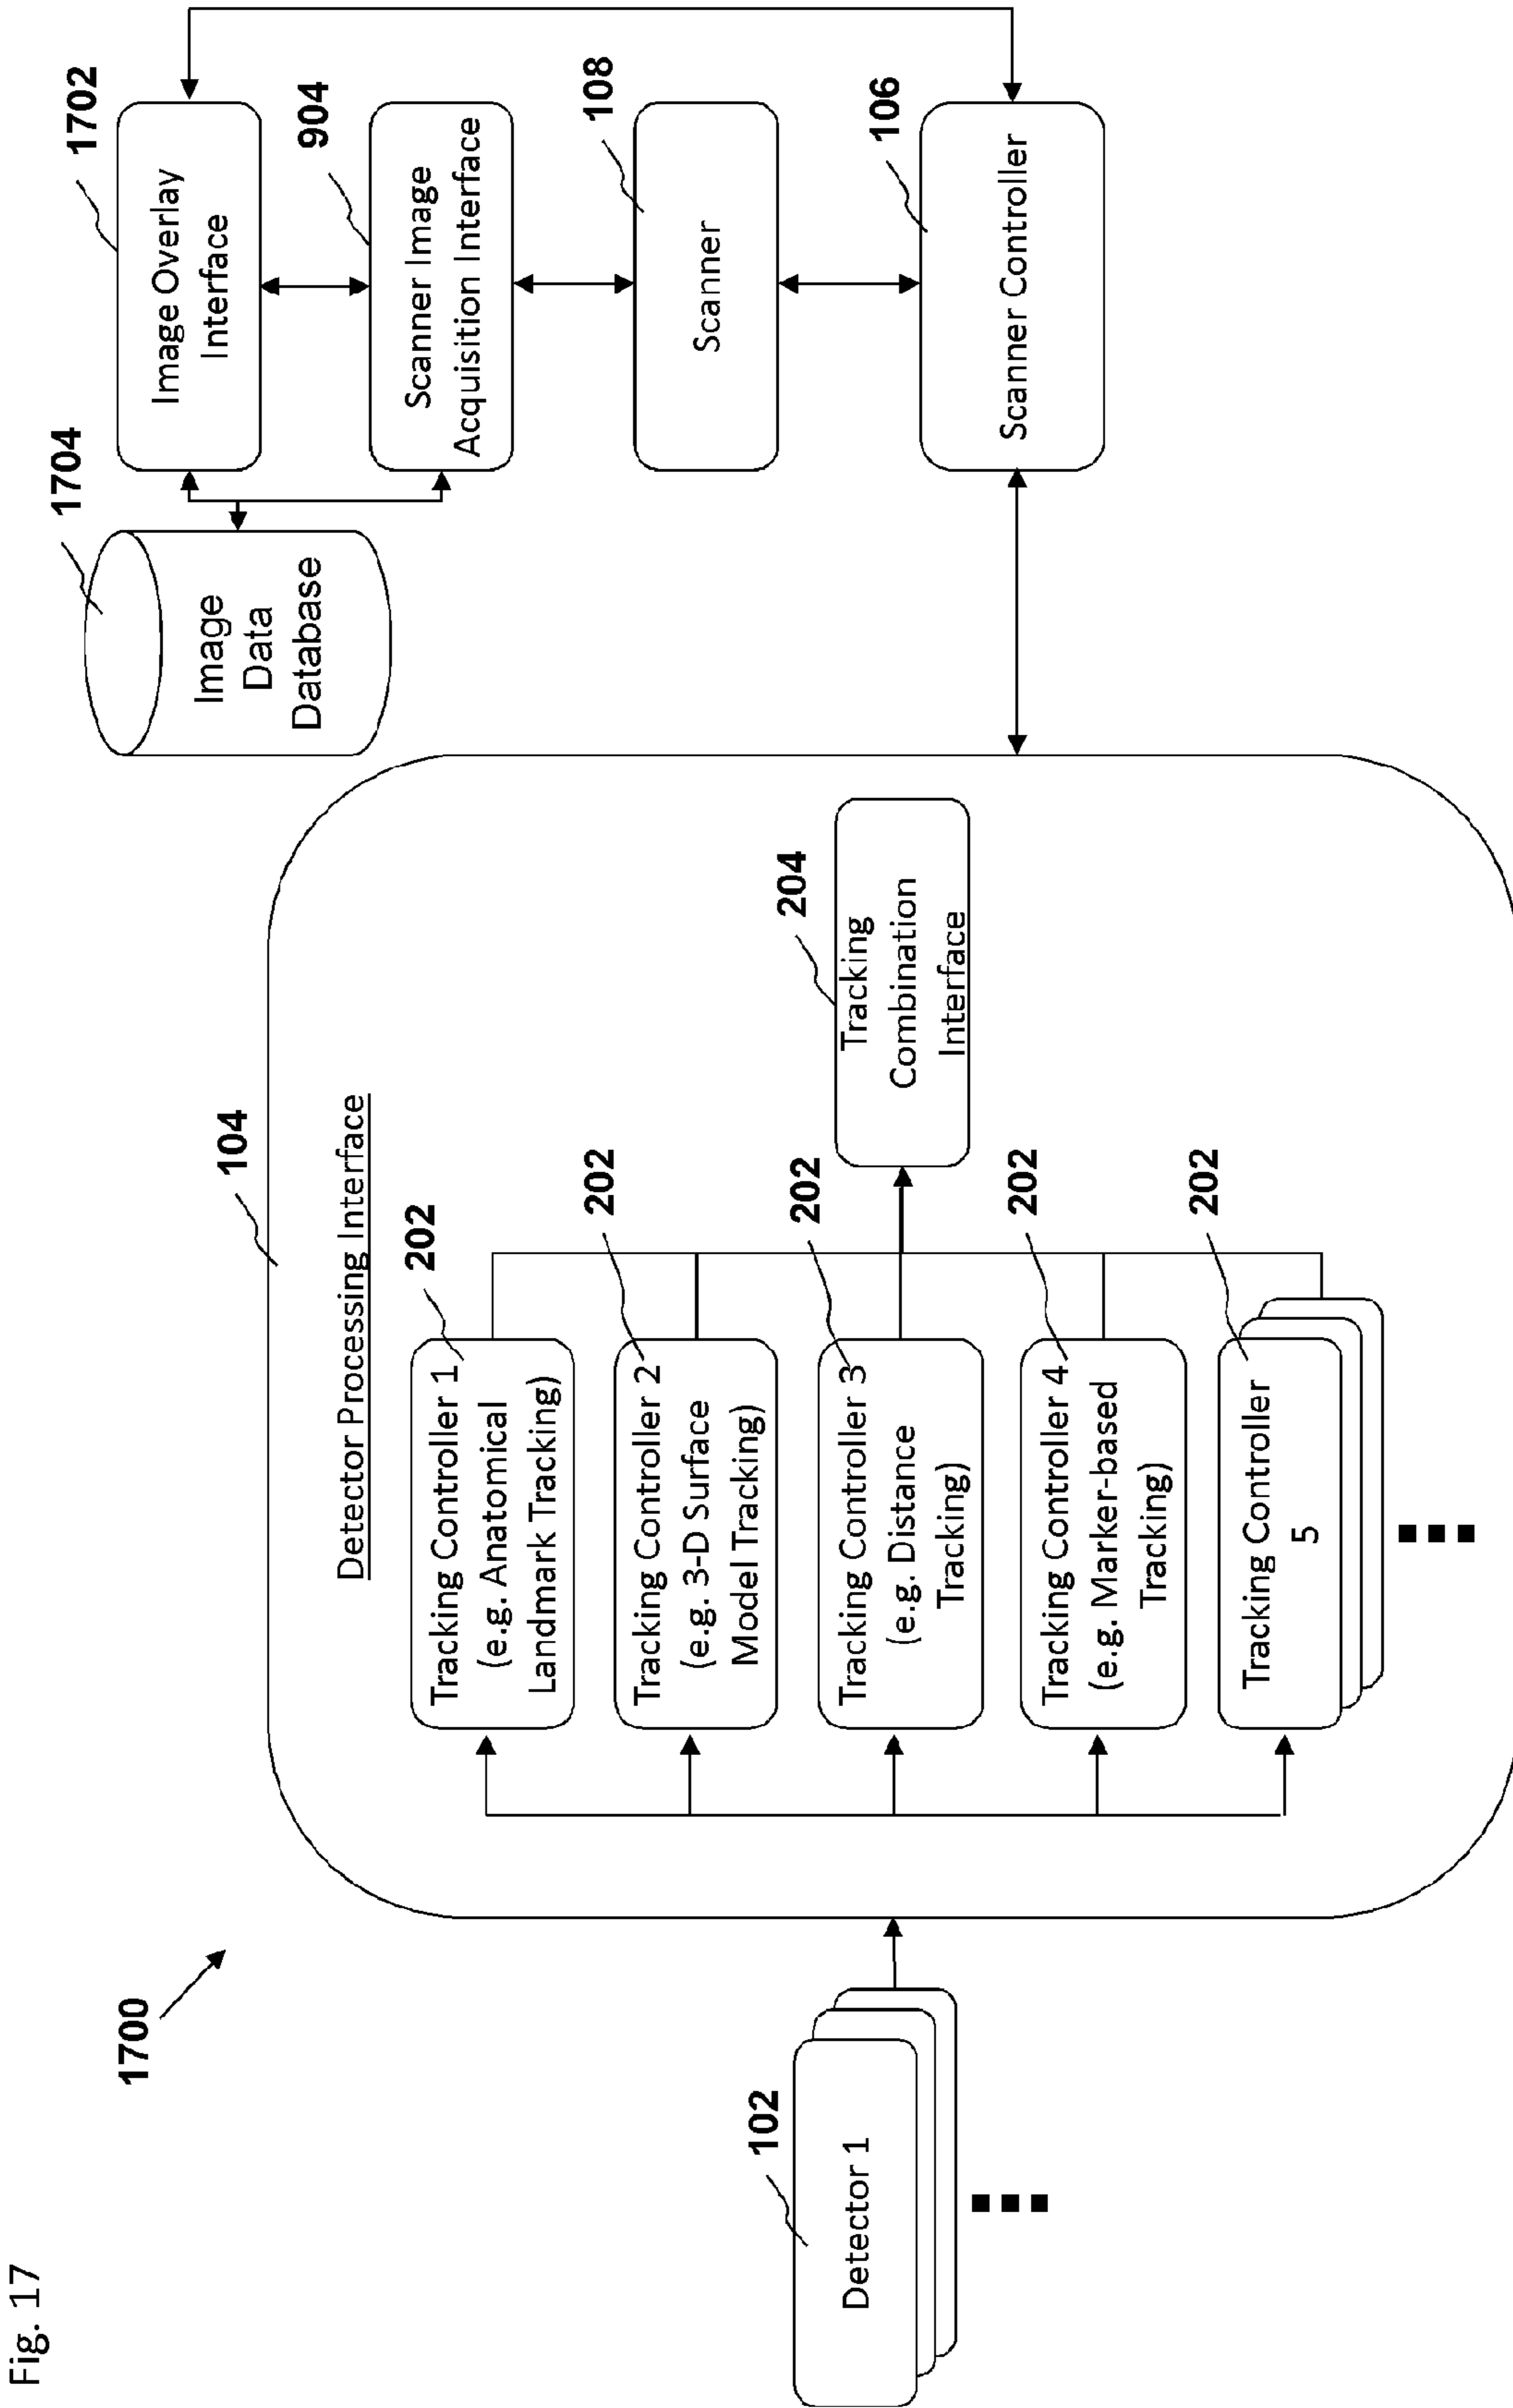 Fig. 17
1700
102
Detector 1
104
Detector Processing Interface
202
Tracking Controller 1
(e.g. Anatomical
Landmark Tracking)
202
Tracking Controller 2
(e.g. 3-D Surface
Model Tracking)
202
Tracking Controller 3
(e.g. Distance
Tracking)
202
Tracking Controller 4
(e.g. Marker-based
Tracking)
202
Tracking Controller
5
204
Tracking
Combination
Interface
1704
Image
Data
Database
1702
Image Overlay
Interface
904
Scanner Image
Acquisition Interface
108
Scanner
106
Scanner Controller